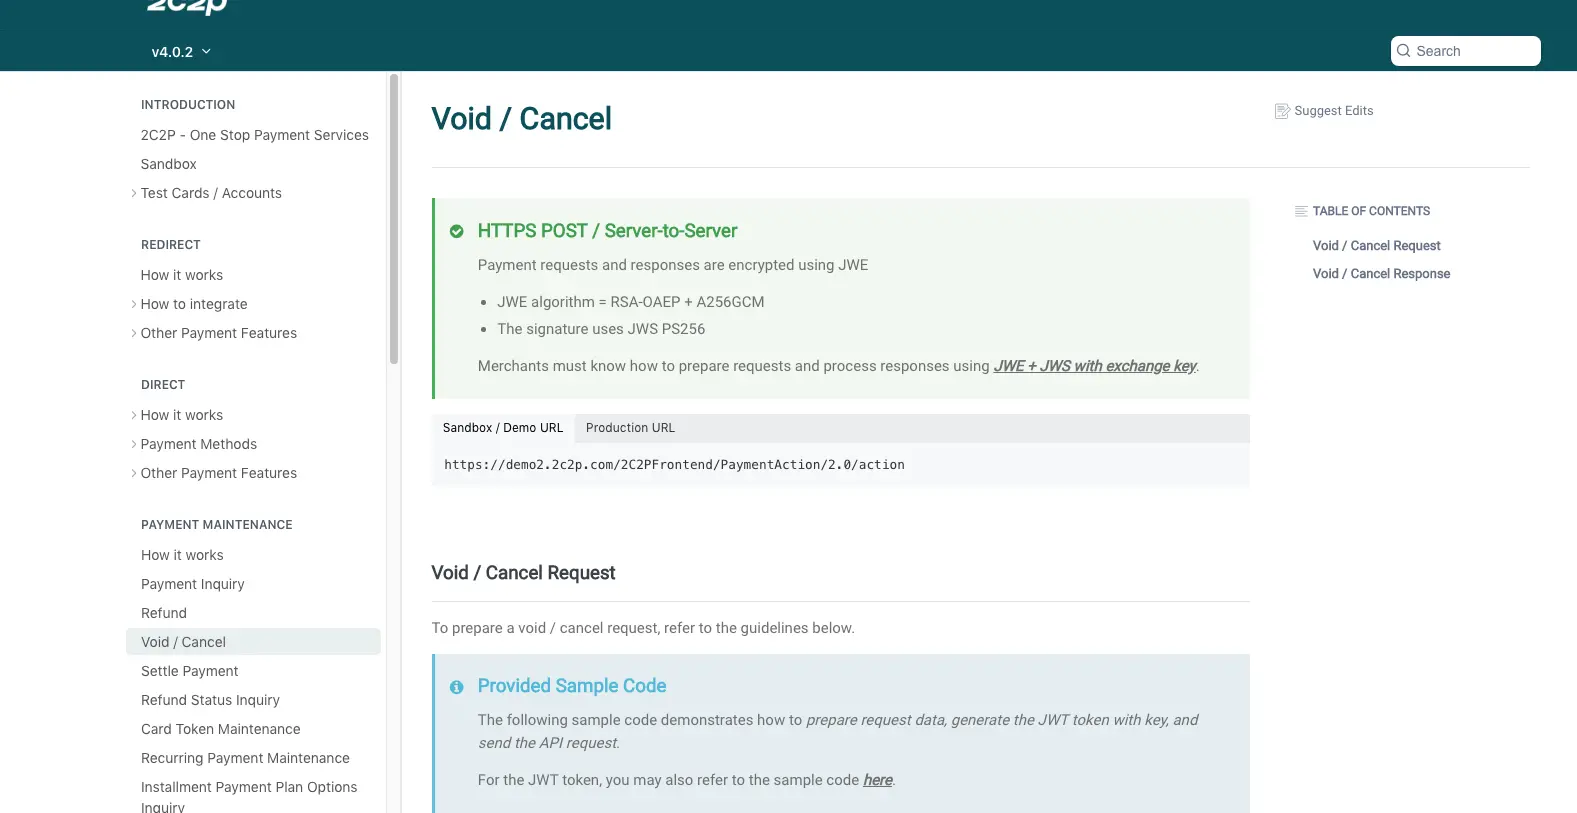 2c2p
v4.0.2
Search
INTRODUCTION
2C2P - One Stop Payment Services
Sandbox
Test Cards / Accounts
REDIRECT
How it works
How to integrate
Other Payment Features
DIRECT
How it works
Payment Methods
Other Payment Features
PAYMENT MAINTENANCE
How it works
Payment Inquiry
Refund
Void / Cancel
Settle Payment
Refund Status Inquiry
Card Token Maintenance
Recurring Payment Maintenance
Installment Payment Plan Options
Inquiry
Void / Cancel
Suggest Edits
HTTPS POST / Server-to-Server
Payment requests and responses are encrypted using JWE
• JWE algorithm = RSA-OAEP + A256GCM
• The signature uses JWS PS256
Merchants must know how to prepare requests and process responses using JWE + JWS with exchange key.
Sandbox / Demo URL
Production URL
https://demo2.2c2p.com/2C2PFrontend/PaymentAction/2.0/action
Void / Cancel Request
To prepare a void / cancel request, refer to the guidelines below.
Provided Sample Code
The following sample code demonstrates how to prepare request data, generate the JWT token with key, and
send the API request.
For the JWT token, you may also refer to the sample code here.
TABLE OF CONTENTS
Void / Cancel Request
Void / Cancel Response